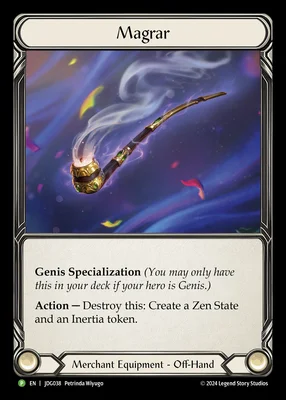 Magrar
Genis Specialization (You may only have
this in your deck if your hero is Genis.)
Action — Destroy this: Create a Zen State
and an Inertia token.
Merchant Equipment - Off-Hand
P EN | JDG038 Petrinda Wiyugo © 2024 Legend Story Studios